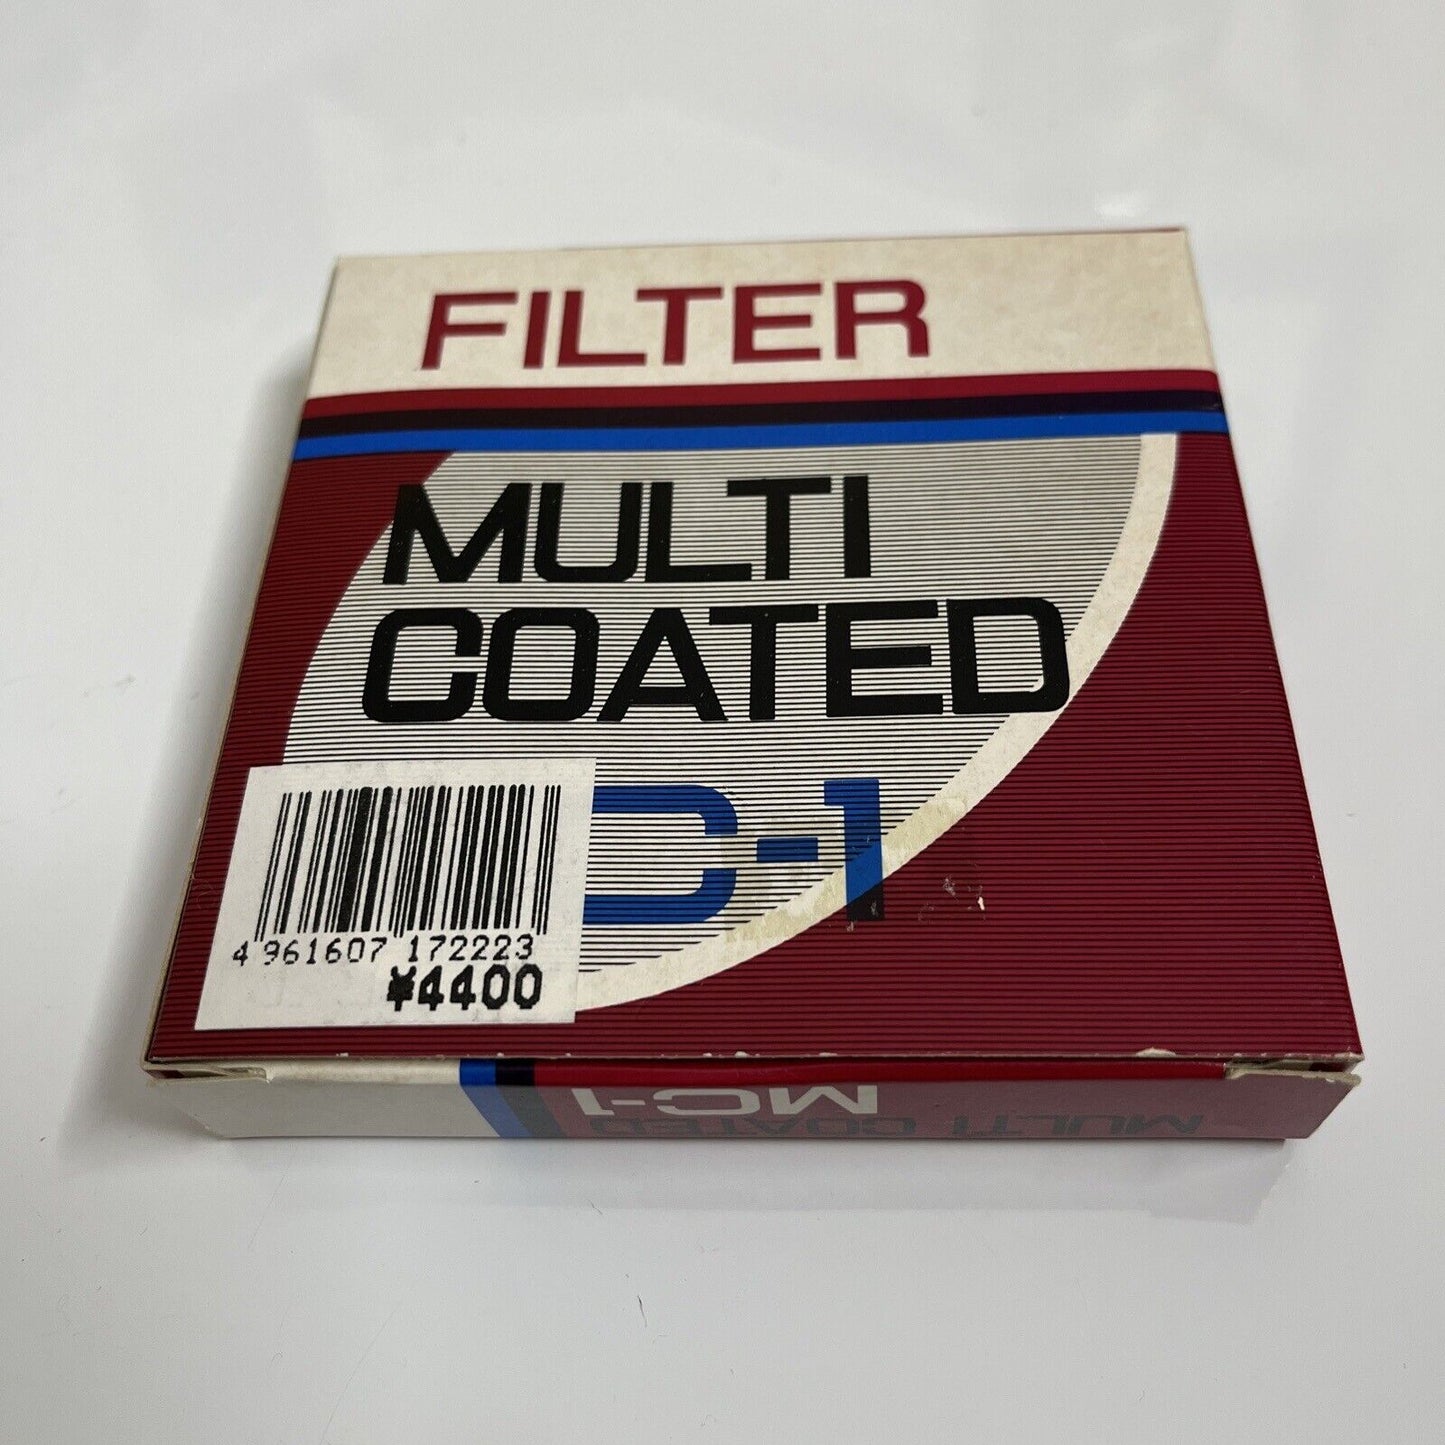 FILTER
MULTI
COATED
C-1
4 961607 172223
¥4400
MC-1
MULTI COATED